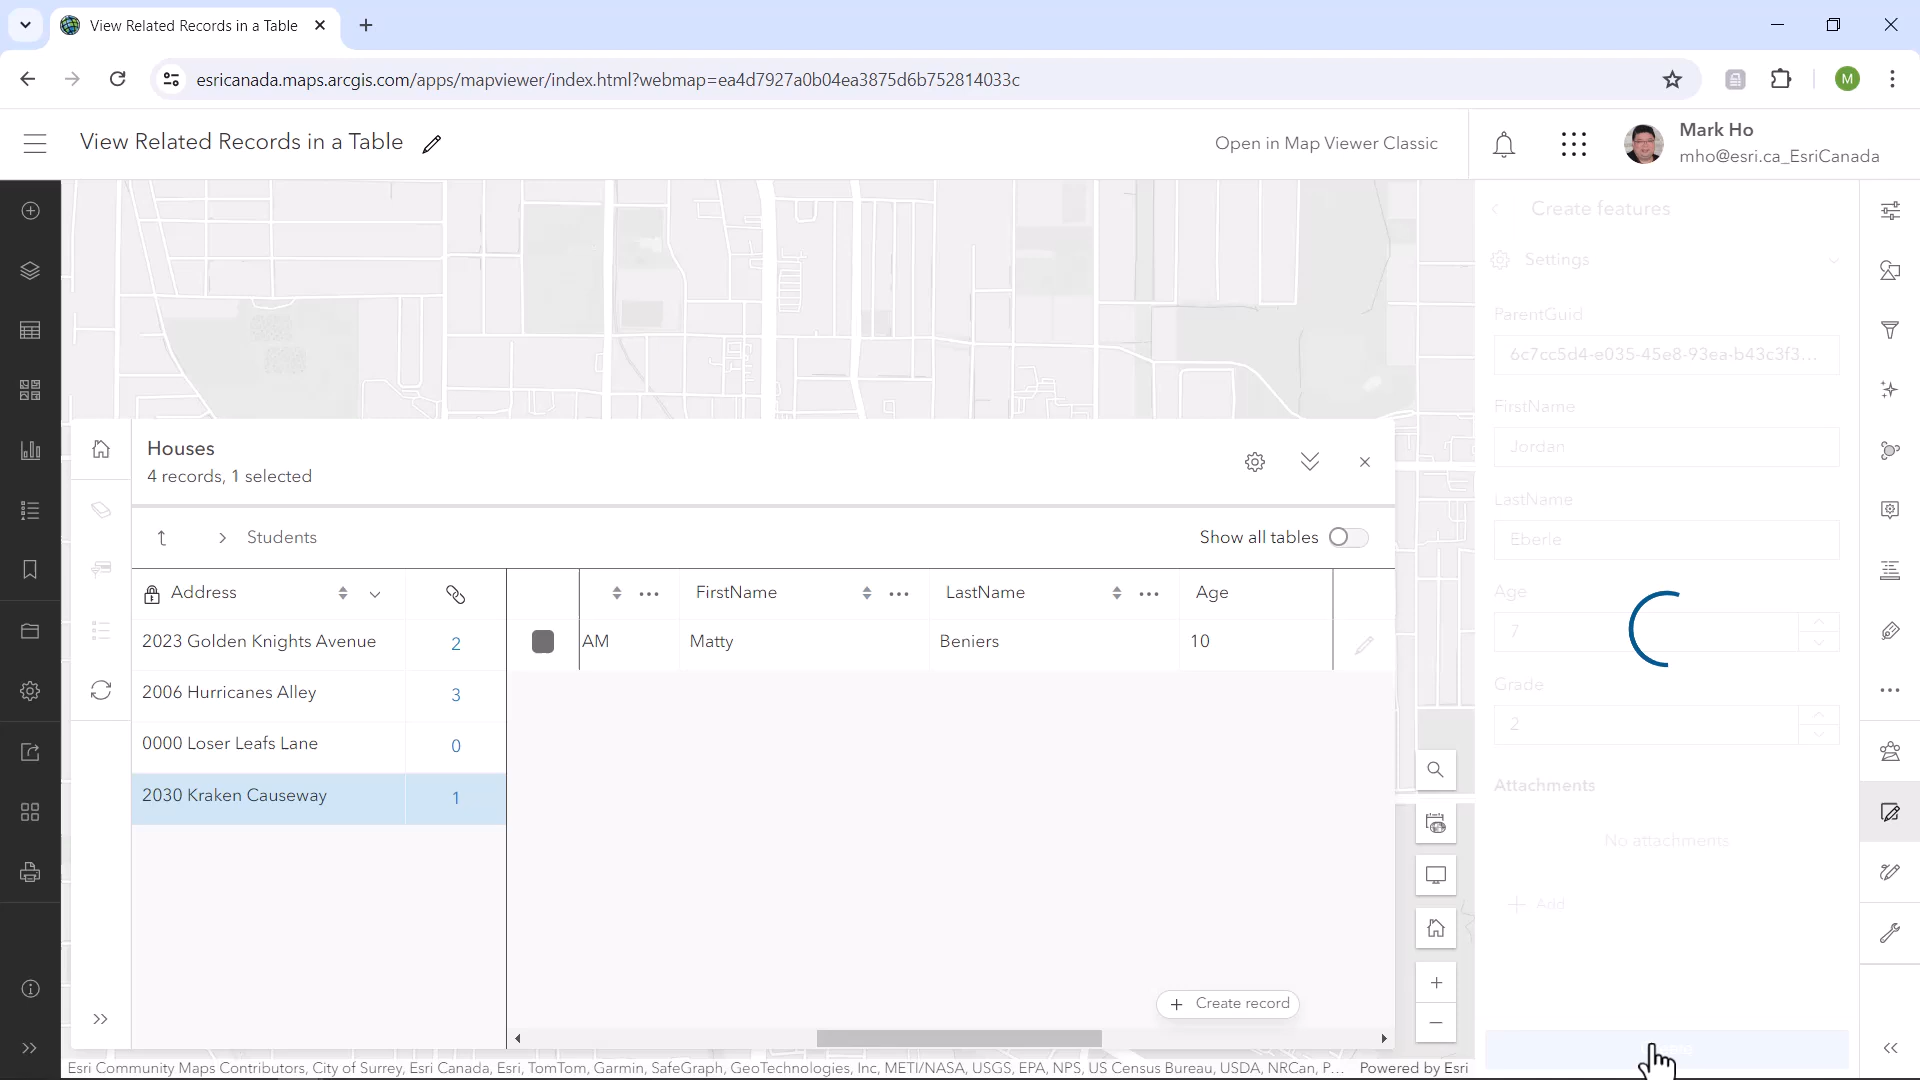 View Related Records in a Table
esricanada.maps.arcgis.com/apps/mapviewer/index.html?webmap=ea4d7927a0b04ea3875d6b752814033c
M
View Related Records in a Table
Open in Map Viewer Classic
Mark Ho
mho@esri.ca_EsriCanada
Create features
Settings
ParentGuid
6c7cc5d4-e035-45e8-93ea-b43c3f3...
FirstName
Jordan
LastName
Eberle
Age
7
Grade
2
Attachments
No attachments
Add
Houses
4 records, 1 selected
Students
Show all tables
Address
FirstName
LastName
Age
2023 Golden Knights Avenue 2
AM Matty Beniers 10
2006 Hurricanes Alley 3
0000 Loser Leafs Lane 0
2030 Kraken Causeway 1
Create record
Esri Community Maps Contributors, City of Surrey, Esri Canada, Esri, TomTom, Garmin, SafeGraph, GeoTechnologies, Inc, METI/NASA, USGS, EPA, NPS, US Census Bureau, USDA, NRCan, P... Powered by Esri